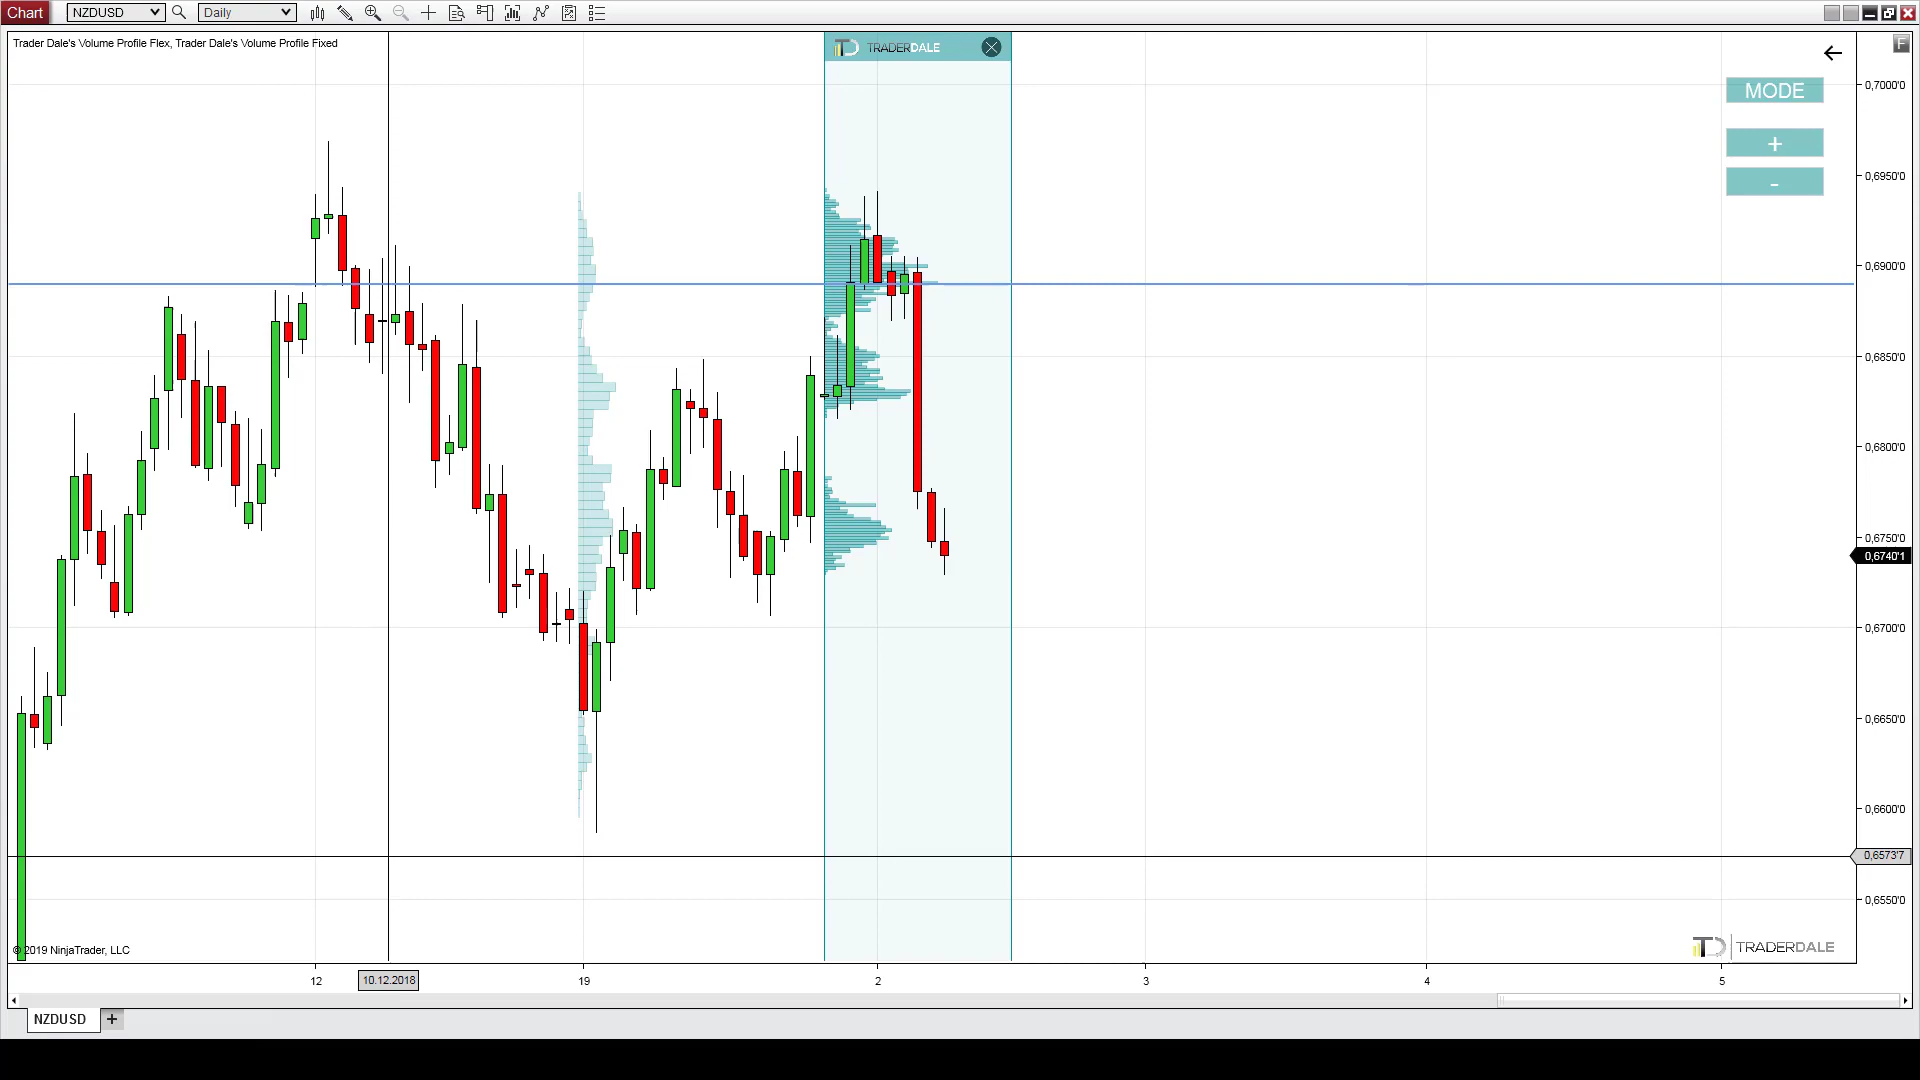 Chart NZDUSD Daily
Trader Dale's Volume Profile Flex, Trader Dale's Volume Profile Fixed
TD TRADERDALE
F
MODE
+
-
0,7000'0
0,6950'0
0,6900'0
0,6850'0
0,6800'0
0,6750'0
0,6740'1
0,6700'0
0,6650'0
0,6600'0
0,6573'7
0,6550'0
© 2019 NinjaTrader, LLC
TD TRADERDALE
12 10.12.2018 19 2 3 4 5
NZDUSD +